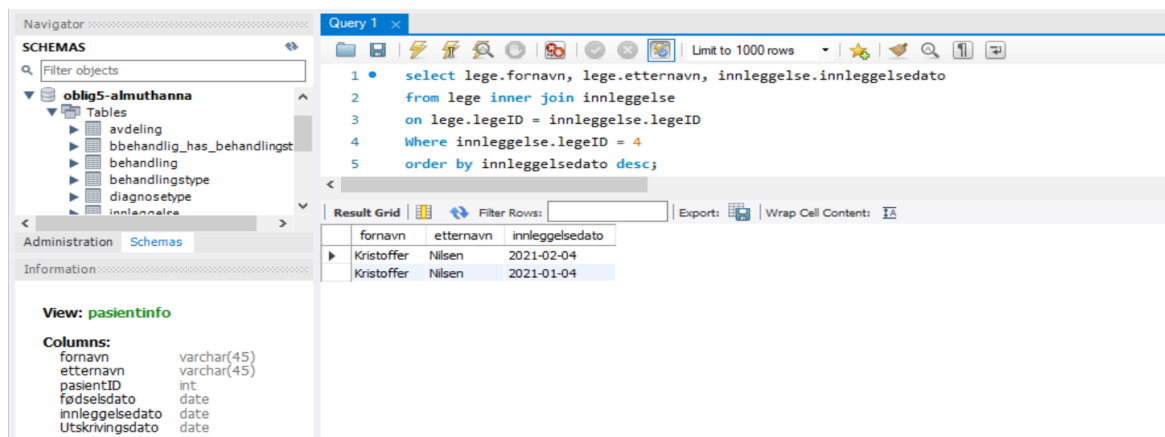 Navigator
SCHEMAS
Filter objects
oblig5-almuthanna
Tables
avdeling
bbehandlig_has_behandlingst
behandling
behandlingstype
diagnosetype
innleggelse
Administration Schemas
Information
View: pasientinfo
Columns:
fornavn varchar(45)
etternavn varchar(45)
pasientID int
fødselsdato date
innleggelsedato date
Utskrivingsdato date
Query 1
Limit to 1000 rows
1 select lege.fornavn, lege.etternavn, innleggelse.innleggelsedato
2 from lege inner join innleggelse
3 on lege.legeID = innleggelse.legeID
4 Where innleggelse.legeID = 4
5 order by innleggelsedato desc;
Result Grid Filter Rows: Export: Wrap Cell Content: IA
fornavn etternavn innleggelsedato
Kristoffer Nilsen 2021-02-04
Kristoffer Nilsen 2021-01-04